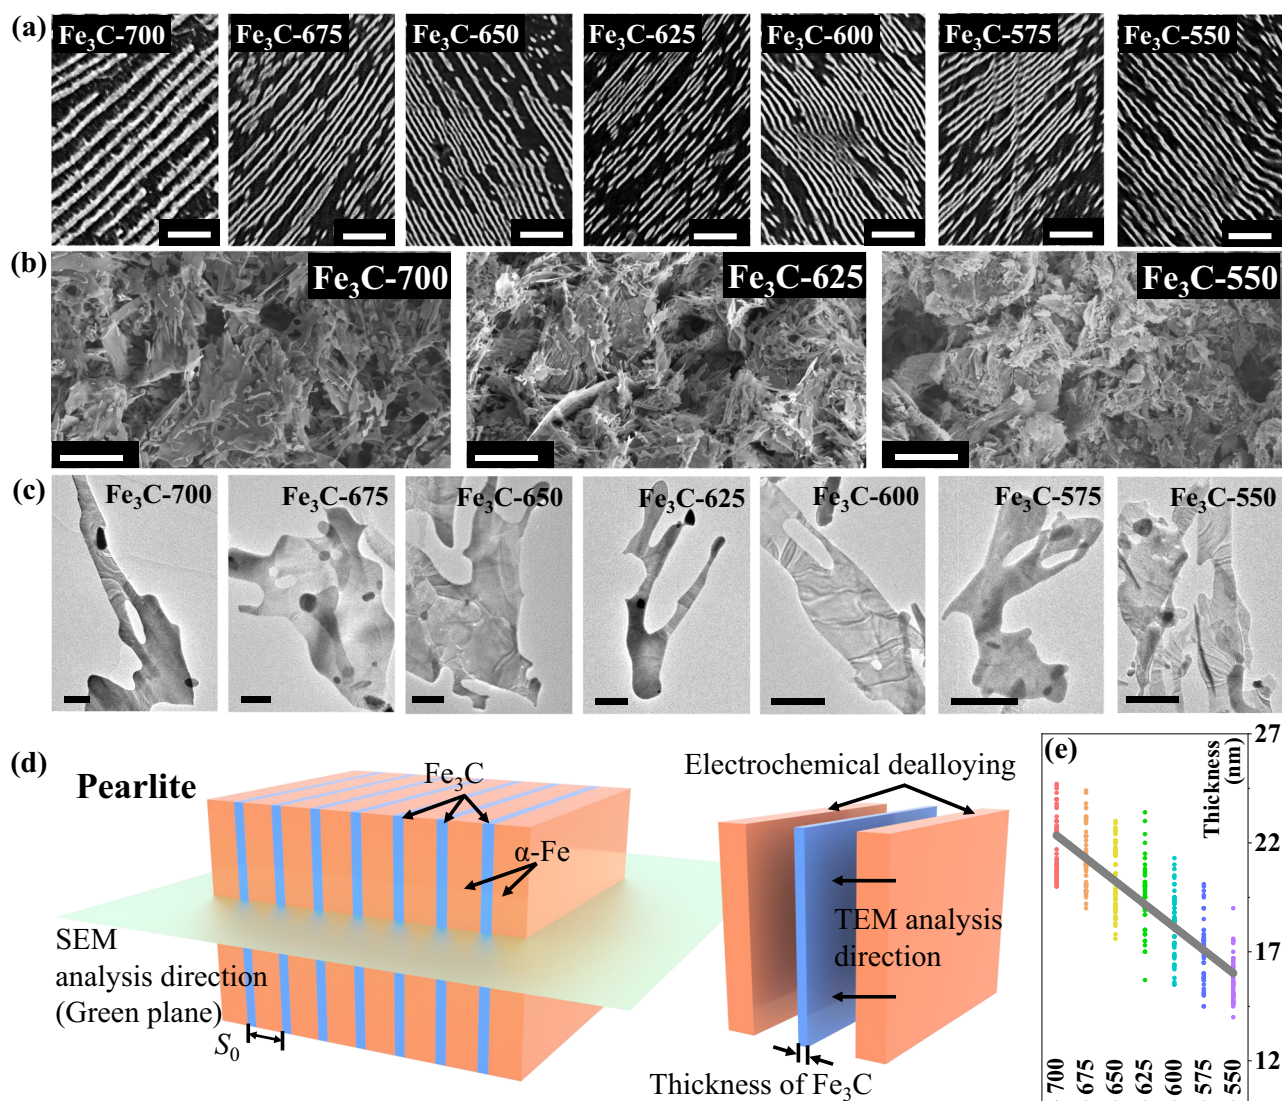 (a)
Fe₃C-700
Fe₃C-675
Fe₃C-650
Fe₃C-625
Fe₃C-600
Fe₃C-575
Fe₃C-550
(b)
Fe₃C-700
Fe₃C-625
Fe₃C-550
(c)
Fe₃C-700
Fe₃C-675
Fe₃C-650
Fe₃C-625
Fe₃C-600
Fe₃C-575
Fe₃C-550
(d)
Pearlite
Fe₃C
α-Fe
SEM
analysis direction
(Green plane)
S₀
Electrochemical dealloying
TEM analysis
direction
Thickness of Fe₃C
(e)
Thickness
(nm)
27
22
17
12
700
675
650
625
600
575
550